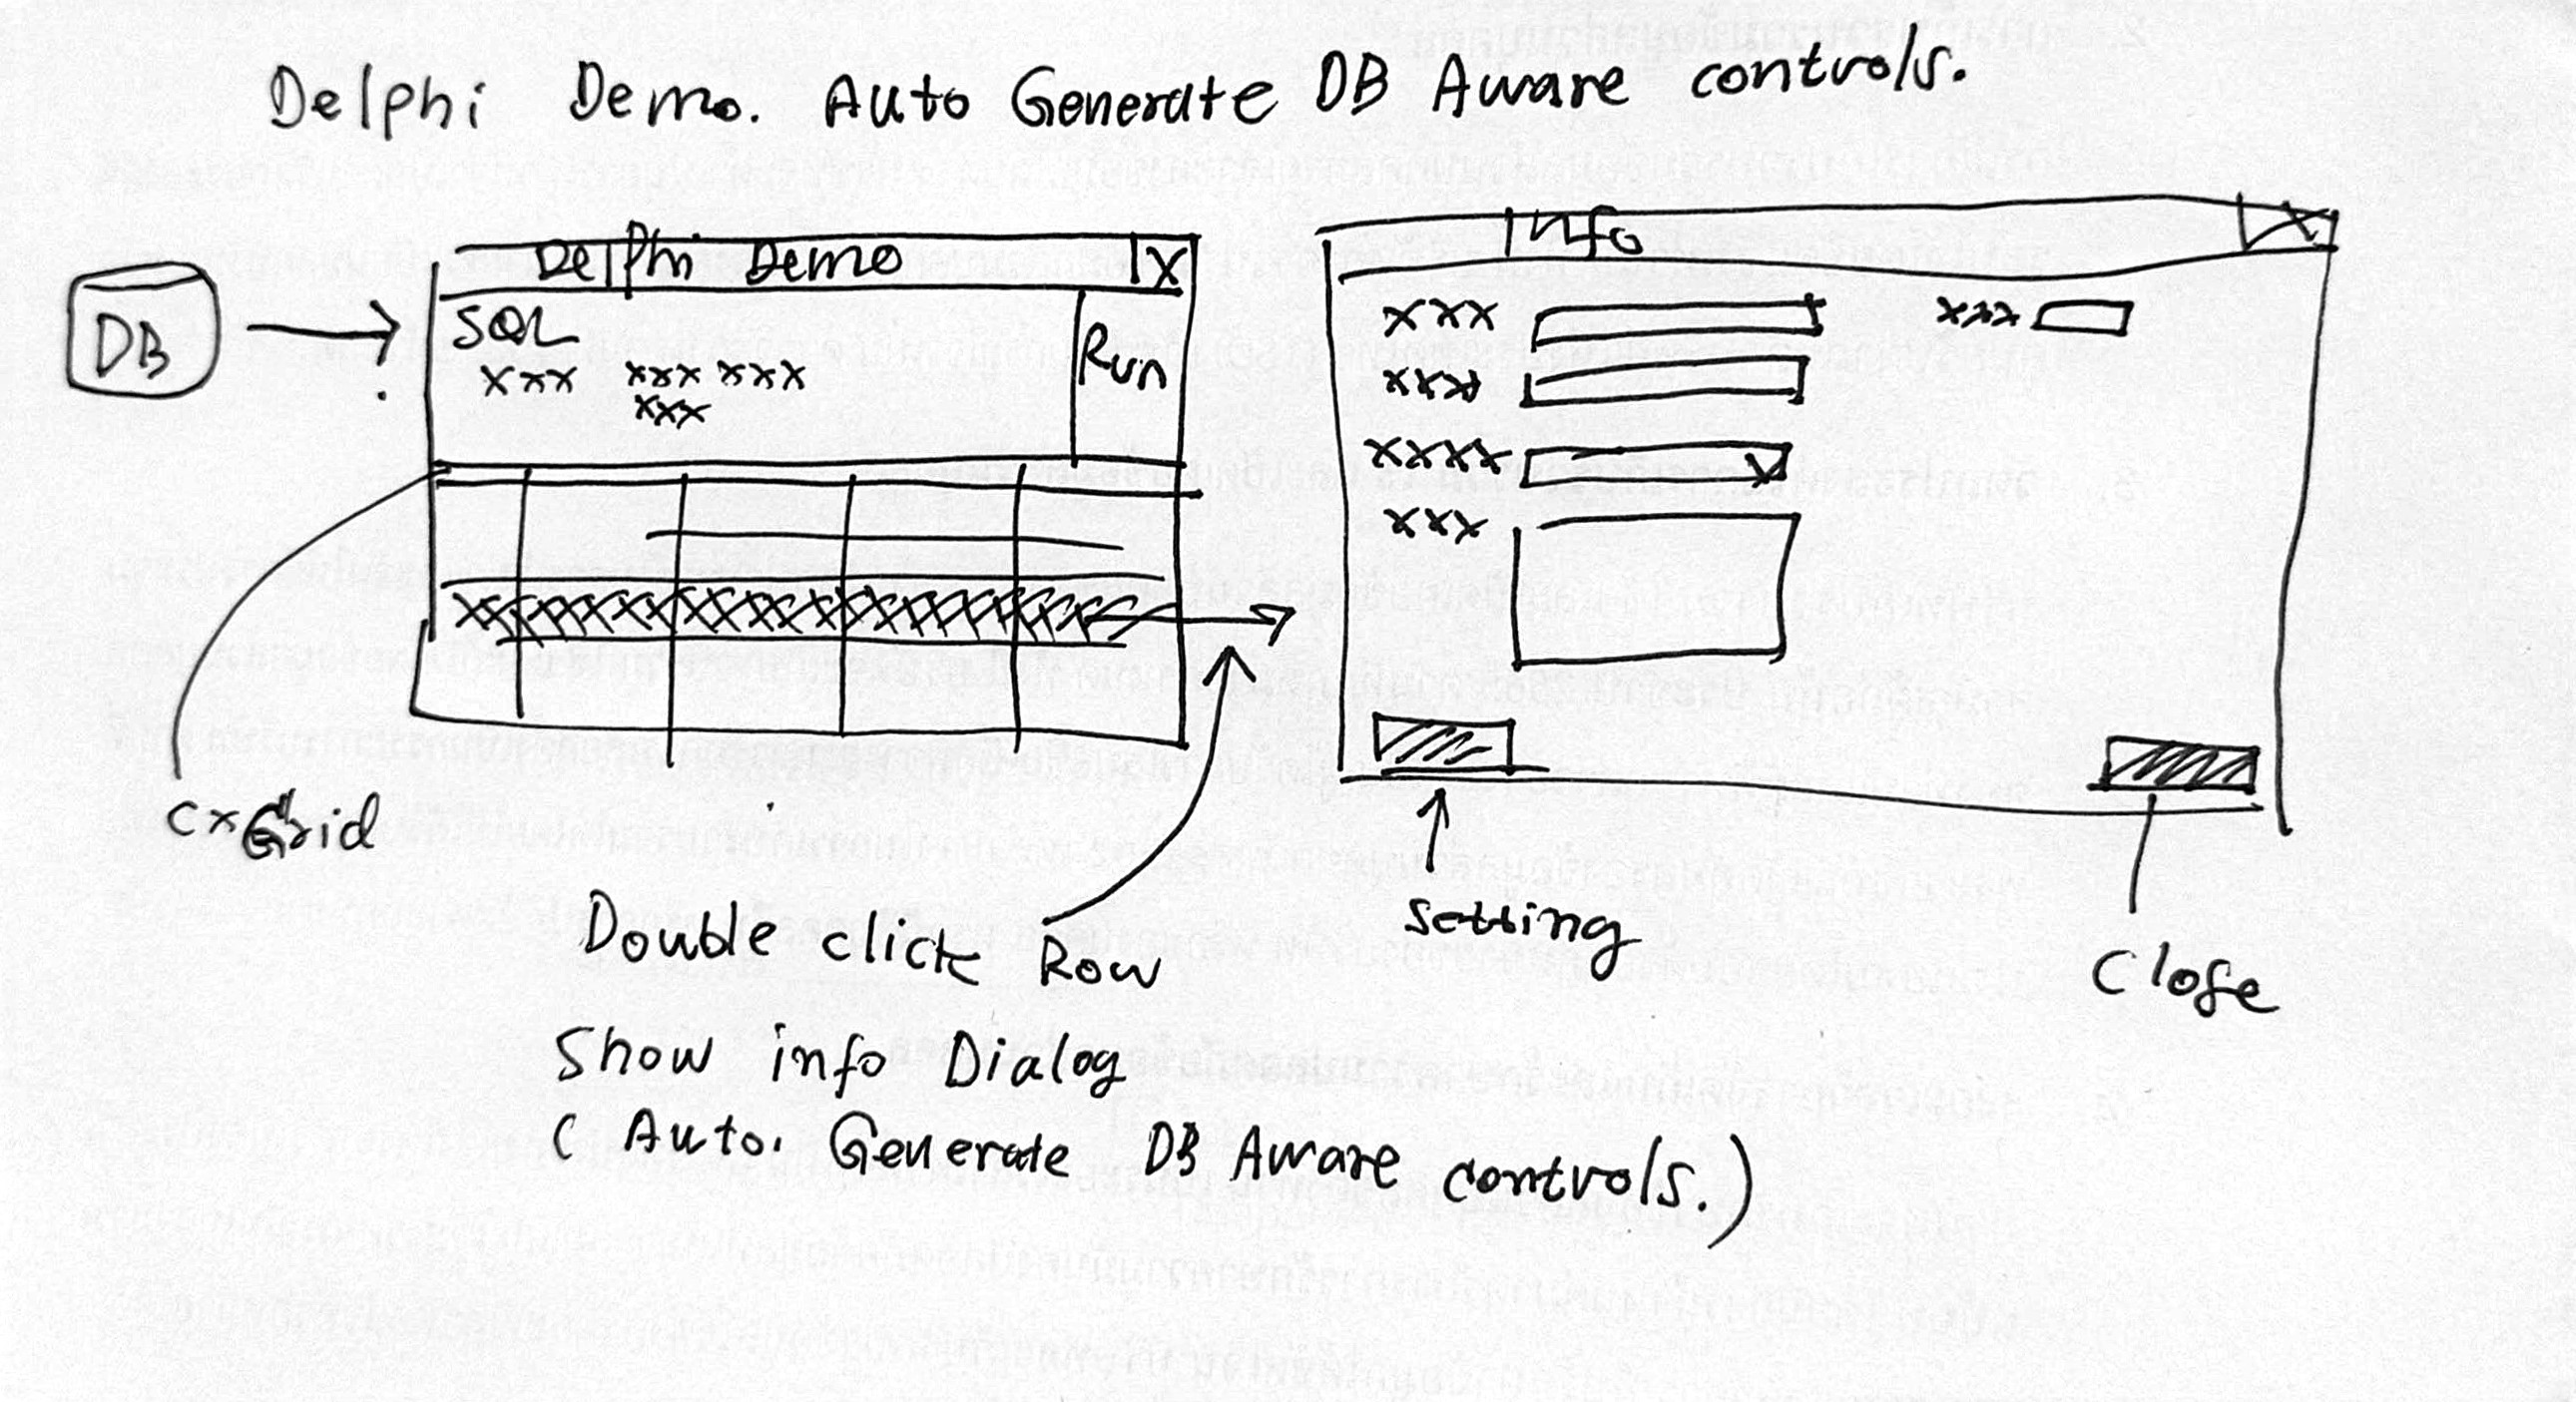 Delphi Demo. Auto Generate DB Aware controls.
DB
Delphi Demo X
SQL
xxx xxx xxx
xxx
Run
cxGrid
Double click Row
Show info Dialog
( Auto. Generate DB Aware controls.)
Info X
xxx
xxx
xxx
xxxx
xxx
Setting
Close